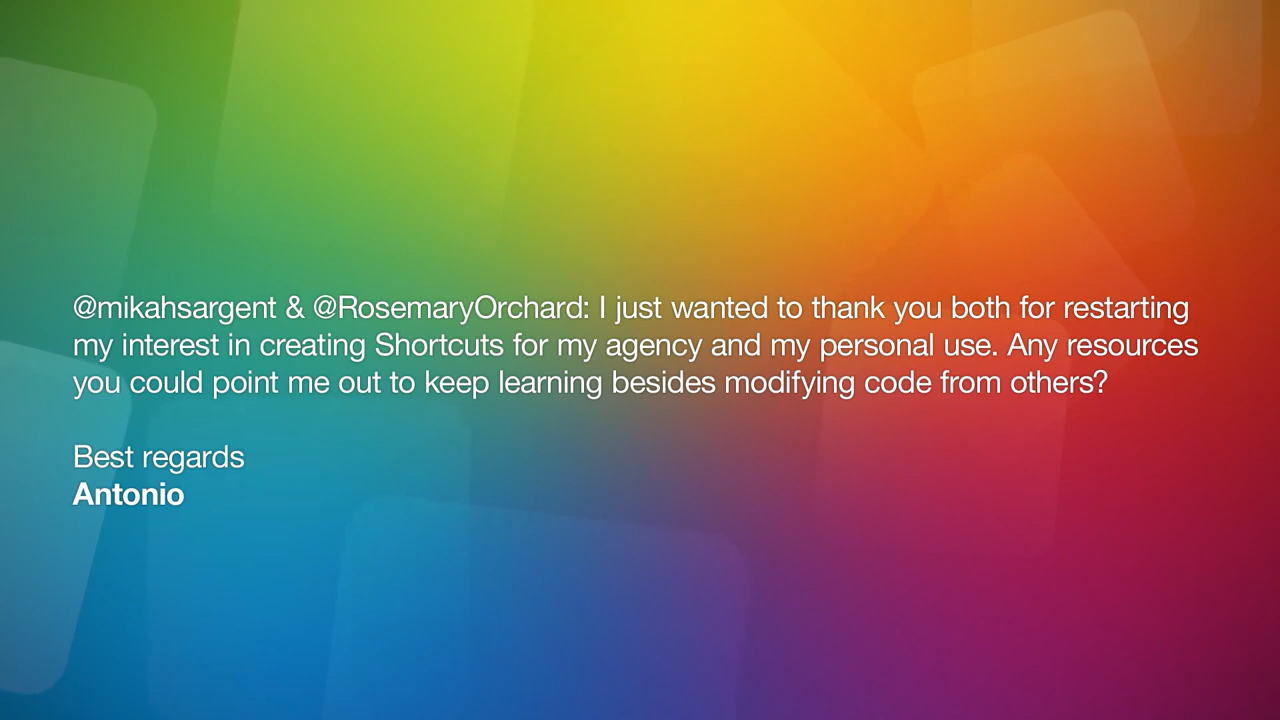 @mikahsargent & @RosemaryOrchard: I just wanted to thank you both for restarting
my interest in creating Shortcuts for my agency and my personal use. Any resources
you could point me out to keep learning besides modifying code from others?
Best regards
Antonio